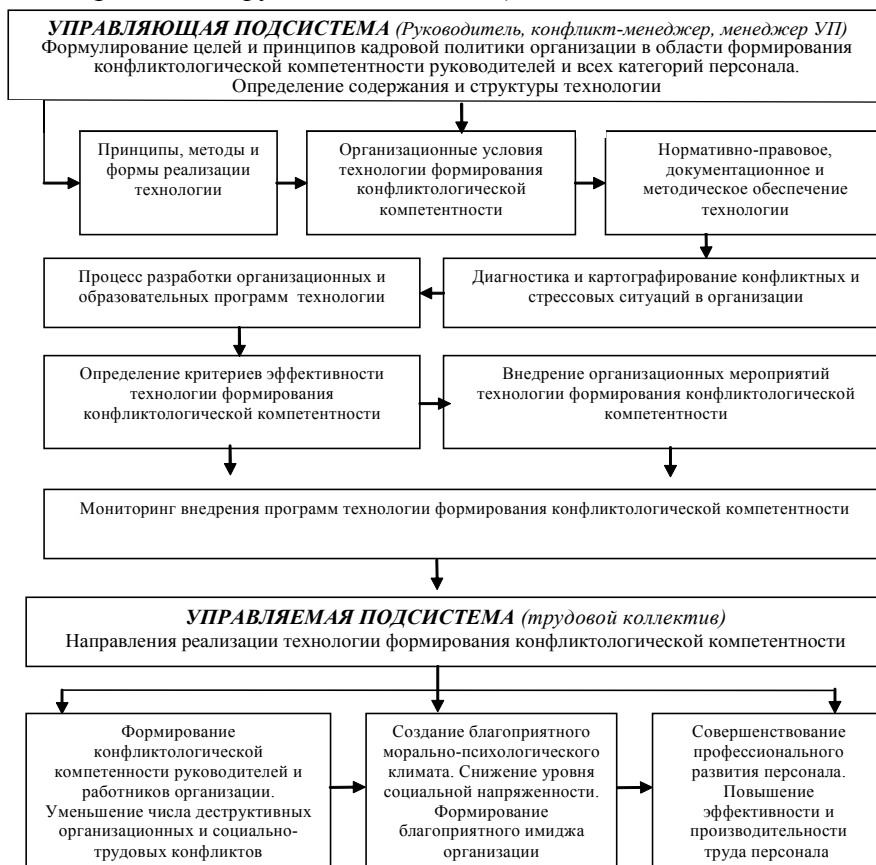 УПРАВЛЯЮЩАЯ ПОДСИСТЕМА (Руководитель, конфликт-менеджер, менеджер УП)
Формулирование целей и принципов кадровой политики организации в области формирования
конфликтологической компетентности руководителей и всех категорий персонала.
Определение содержания и структуры технологии
Принципы, методы и
формы реализации
технологии
Организационные условия
технологии формирования
конфликтологической
компетентности
Нормативно-правовое,
документационное и
методическое обеспечение
технологии
Процесс разработки организационных и
образовательных программ технологии
Диагностика и картографирование конфликтных и
стрессовых ситуаций в организации
Определение критериев эффективности
технологии формирования
конфликтологической компетентности
Внедрение организационных мероприятий
технологии формирования конфликтологической
компетентности
Мониторинг внедрения программ технологии формирования конфликтологической компетентности
УПРАВЛЯЕМАЯ ПОДСИСТЕМА (трудовой коллектив)
Направления реализации технологии формирования конфликтологической компетентности
Формирование
конфликтологической
компетенности руководителей и
работников организации.
Уменьшение числа деструктивных
организационных и социально-
трудовых конфликтов
Создание благоприятного
морально-психологического
климата. Снижение уровня
социальной напряженности.
Формирование
благоприятного имиджа
организации
Совершенствование
профессионального
развития персонала.
Повышение
эффективности и
производительности
труда персонала